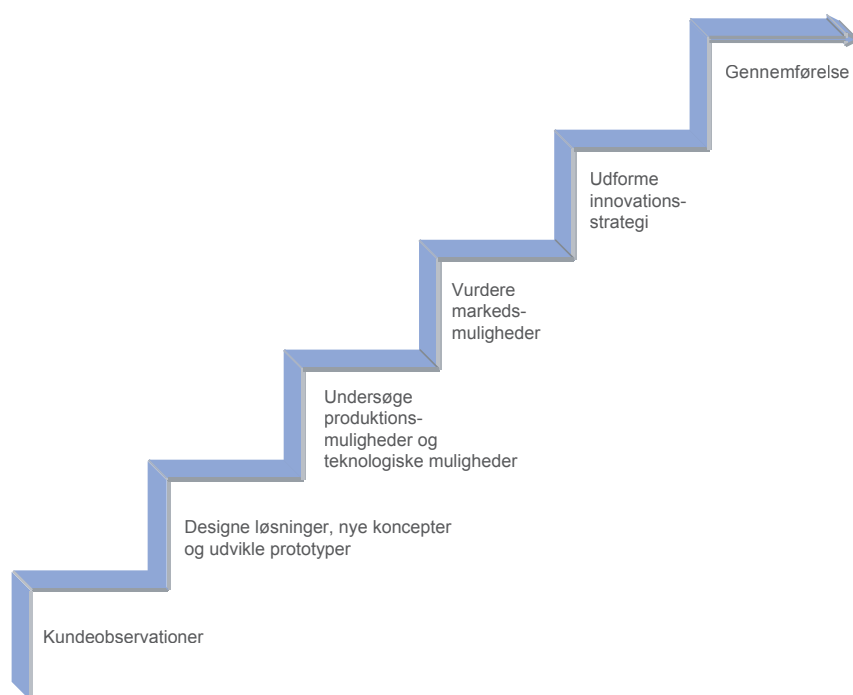 Gennemførelse
Udforme
innovations-
strategi
Vurdere
markeds-
muligheder
Undersøge
produktions-
muligheder og
teknologiske muligheder
Designe løsninger, nye koncepter
og udvikle prototyper
Kundeobservationer